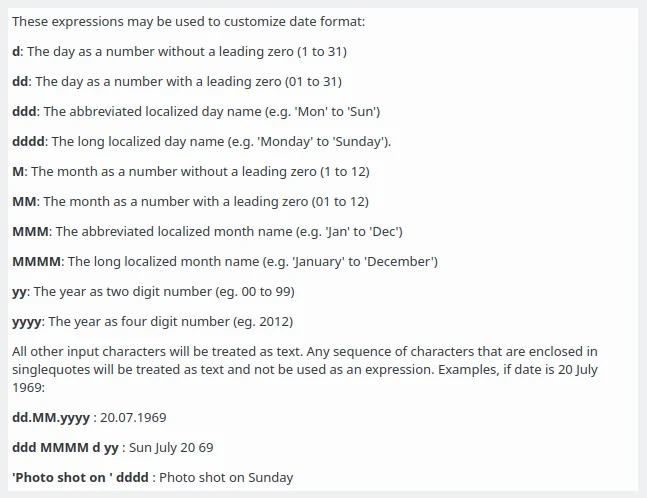 These expressions may be used to customize date format:
d: The day as a number without a leading zero (1 to 31)
dd: The day as a number with a leading zero (01 to 31)
ddd: The abbreviated localized day name (e.g. 'Mon' to 'Sun')
dddd: The long localized day name (e.g. 'Monday' to 'Sunday').
M: The month as a number without a leading zero (1 to 12)
MM: The month as a number with a leading zero (01 to 12)
MMM: The abbreviated localized month name (e.g. 'Jan' to 'Dec')
MMMM: The long localized month name (e.g. 'January' to 'December')
yy: The year as two digit number (eg. 00 to 99)
yyyy: The year as four digit number (eg. 2012)
All other input characters will be treated as text. Any sequence of characters that are enclosed in
singlequotes will be treated as text and not be used as an expression. Examples, if date is 20 July
1969:
dd.MM.yyyy : 20.07.1969
ddd MMMM d yy : Sun July 20 69
'Photo shot on ' dddd : Photo shot on Sunday